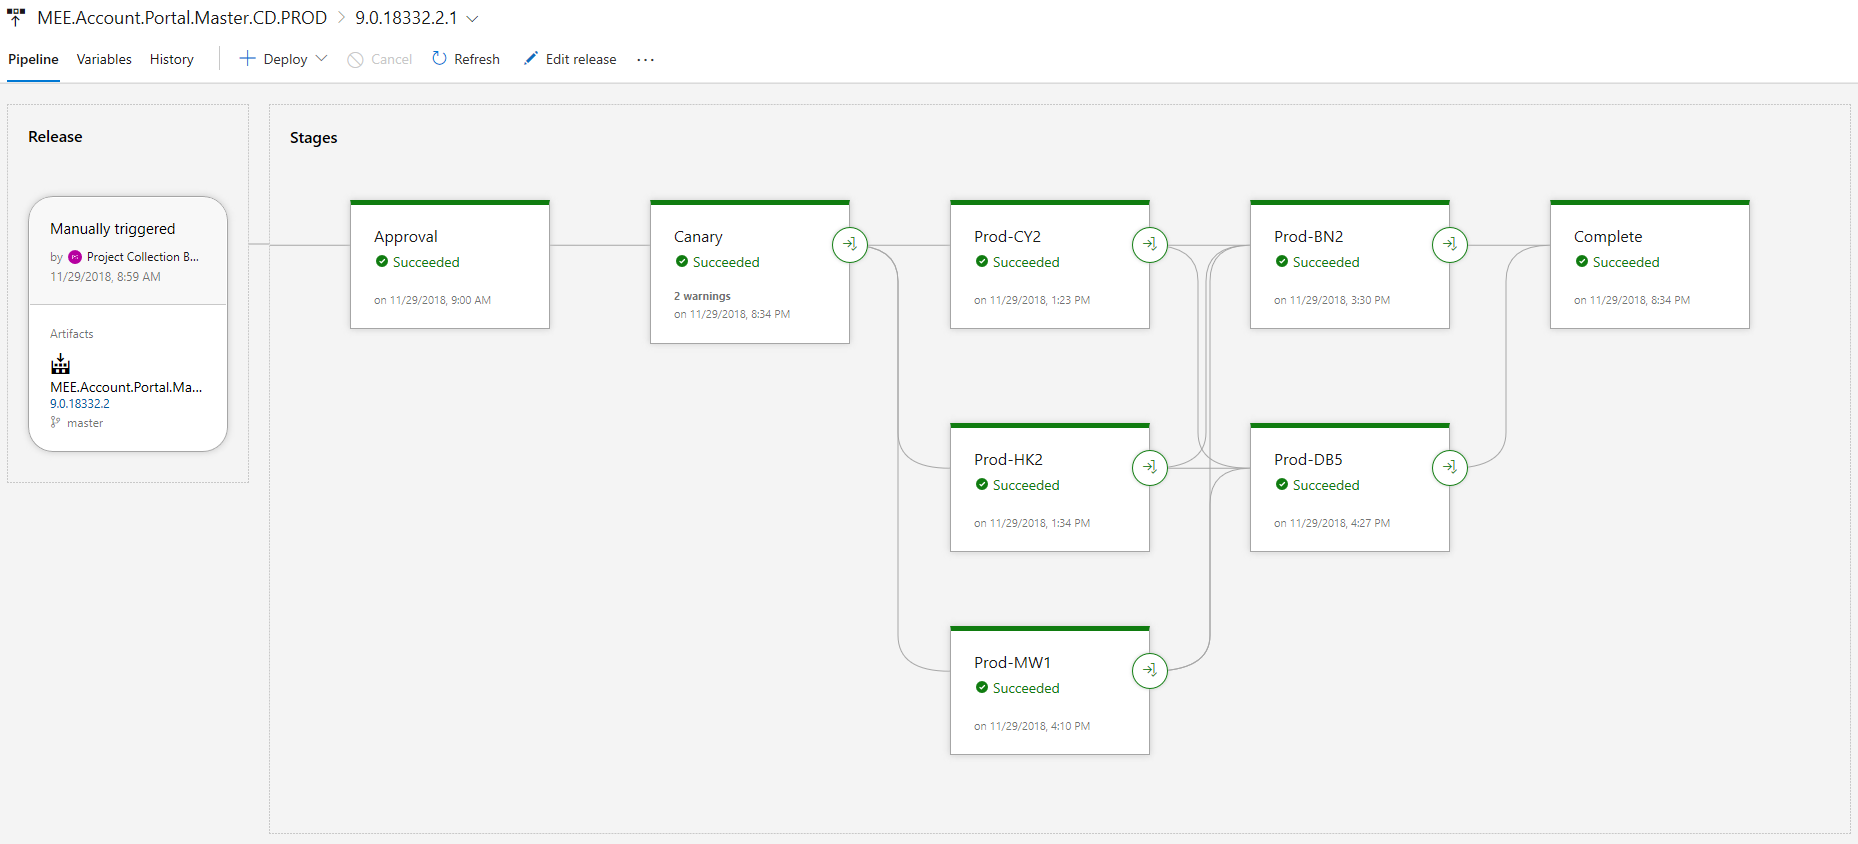 MEE.Account.Portal.Master.CD.PROD > 9.0.18332.2.1
Pipeline Variables History Deploy Cancel Refresh Edit release ...
Release
Manually triggered
by PS Project Collection B...
11/29/2018, 8:59 AM
Artifacts
MEE.Account.Portal.Ma...
9.0.18332.2
master
Stages
Approval
Succeeded
on 11/29/2018, 9:00 AM
Canary
Succeeded
2 warnings
on 11/29/2018, 8:34 PM
Prod-CY2
Succeeded
on 11/29/2018, 1:23 PM
Prod-BN2
Succeeded
on 11/29/2018, 3:30 PM
Complete
Succeeded
on 11/29/2018, 8:34 PM
Prod-HK2
Succeeded
on 11/29/2018, 1:34 PM
Prod-DB5
Succeeded
on 11/29/2018, 4:27 PM
Prod-MW1
Succeeded
on 11/29/2018, 4:10 PM